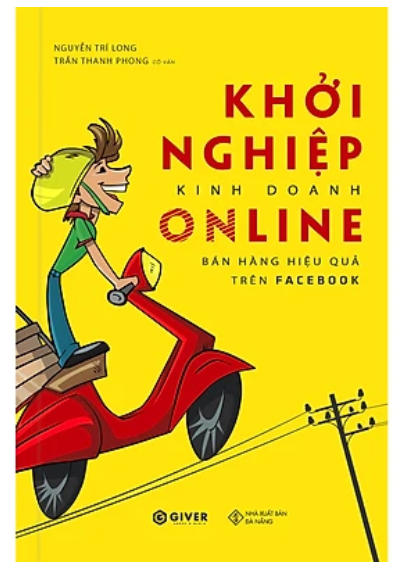 NGUYỄN TRÍ LONG
TRẦN THANH PHONG CỐ VẤN
KHỞI
NGHIỆP
KINH DOANH
ONLINE
BÁN HÀNG HIỆU QUẢ
TRÊN FACEBOOK
GIVER
NHÀ XUẤT BẢN
ĐÀ NẴNG